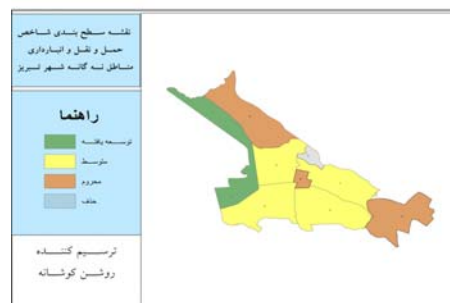 نقشه سطح بندی شاخص
حمل و نقل و انبارداری
مناطق نه گانه شهر تبریز
راهنما
توسعه یافته
متوسط
محروم
حذف
ترسیم کننده
روشن کوشانه